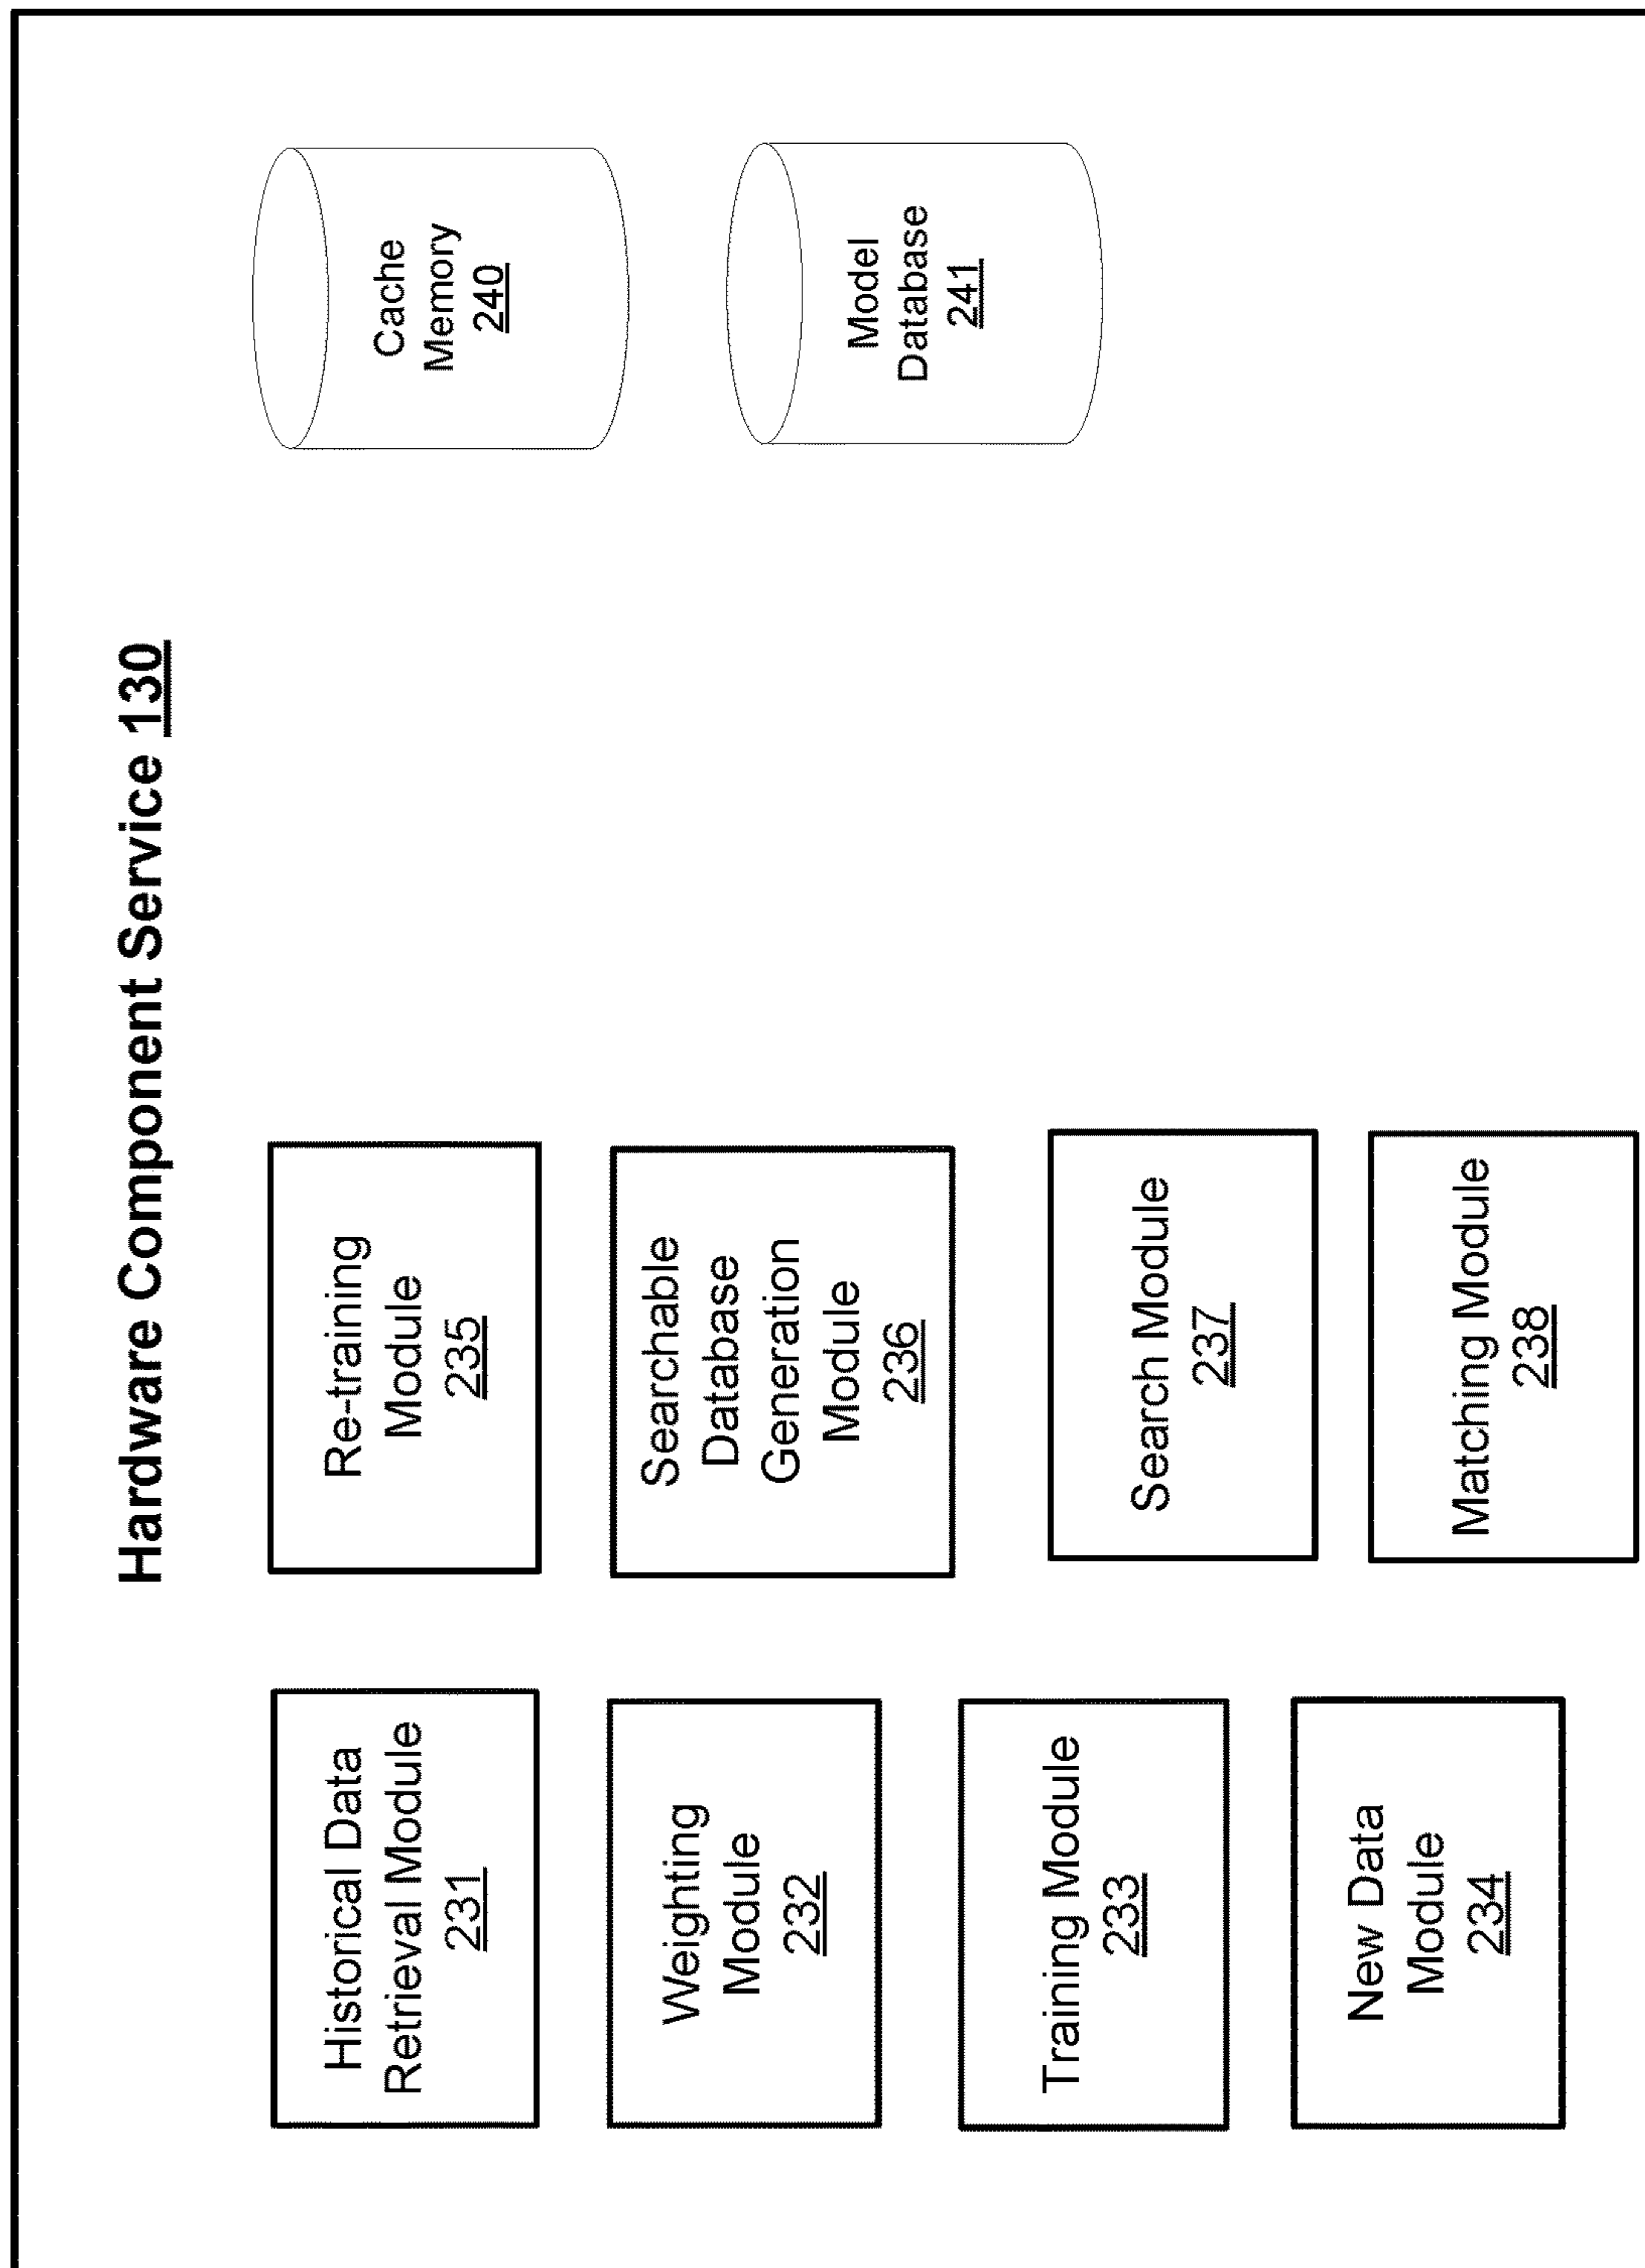 Hardware Component Service 130
Historical Data
Retrieval Module
231
Weighting
Module
232
Training Module
233
New Data
Module
234
Re-training
Module
235
Searchable
Database
Generation
Module
236
Search Module
237
Matching Module
238
Cache
Memory
240
Model
Database
241